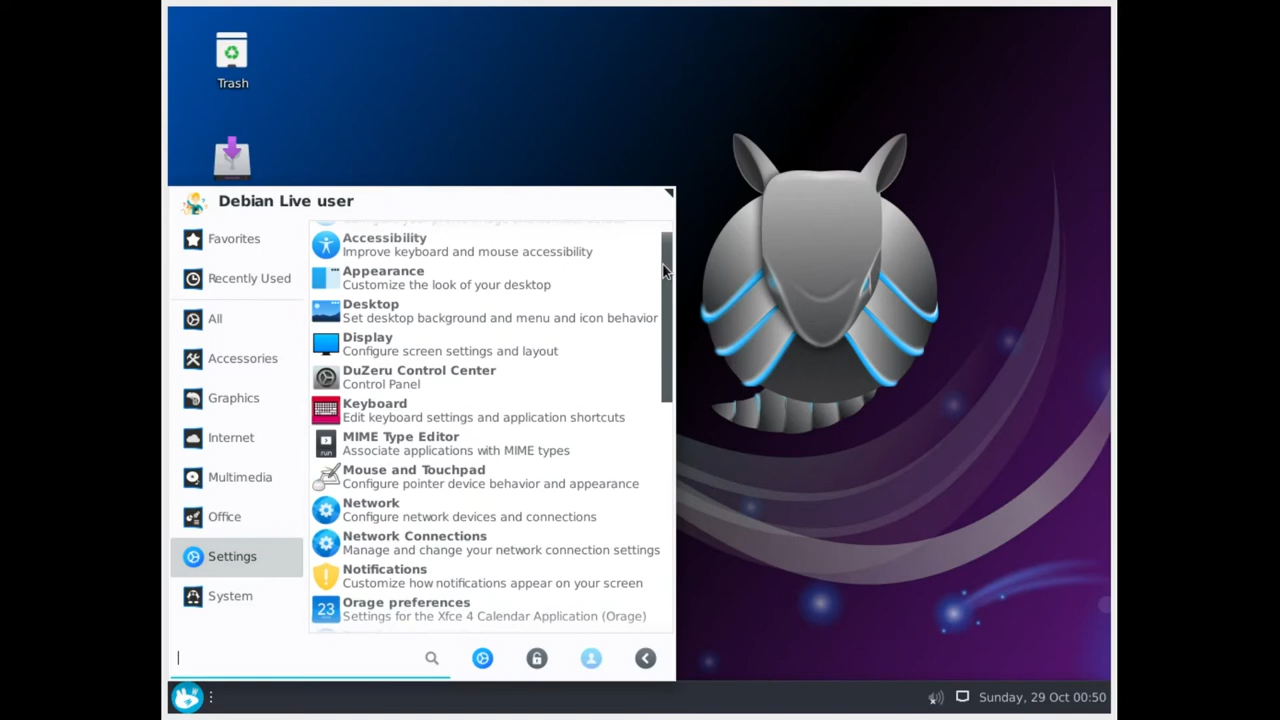 Trash
Debian Live user
Favorites
Recently Used
All
Accessories
Graphics
Internet
Multimedia
Office
Settings
System
Accessibility
Improve keyboard and mouse accessibility
Appearance
Customize the look of your desktop
Desktop
Set desktop background and menu and icon behavior
Display
Configure screen settings and layout
DuZeru Control Center
Control Panel
Keyboard
Edit keyboard settings and application shortcuts
MIME Type Editor
run
Associate applications with MIME types
Mouse and Touchpad
Configure pointer device behavior and appearance
Network
Configure network devices and connections
Network Connections
Manage and change your network connection settings
Notifications
Customize how notifications appear on your screen
Orage preferences
23
Settings for the Xfce 4 Calendar Application (Orage)
Sunday, 29 Oct 00:50